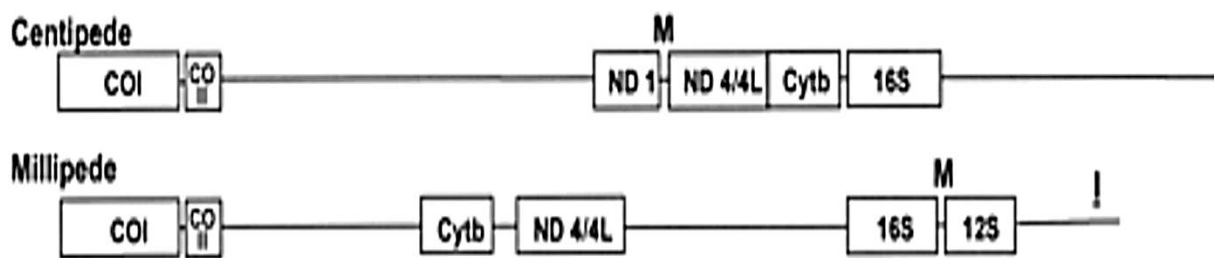 Centipede M
COI CO ND 1 ND 4/4L Cytb 16S
III
Millipede M
COI CO Cytb ND 4/4L 16S 12S